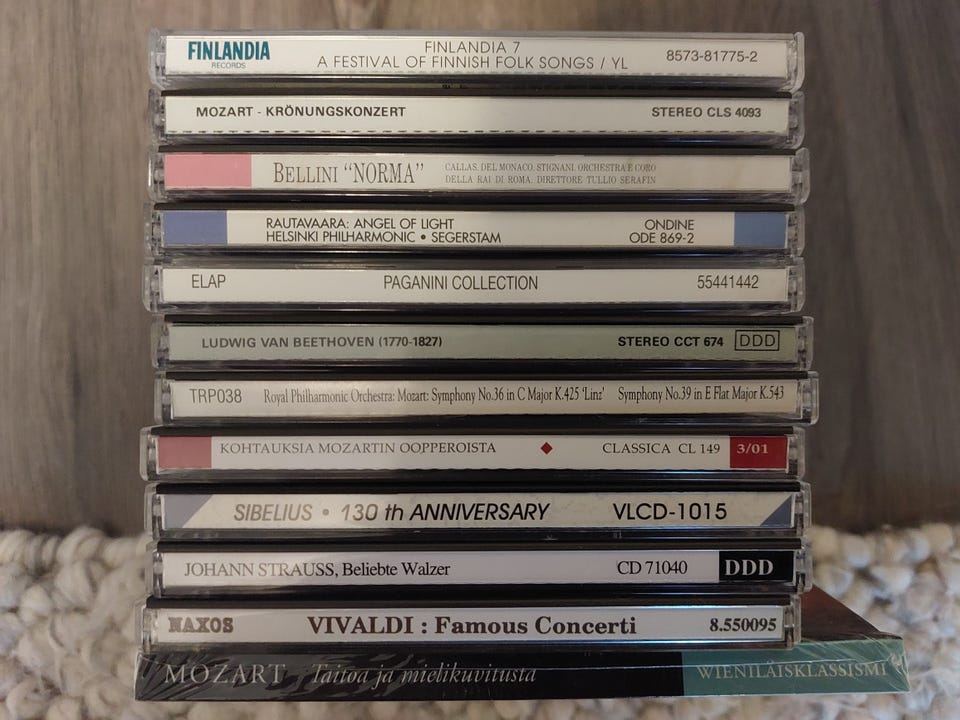 FINLANDIA
RECORDS
FINLANDIA 7
A FESTIVAL OF FINNISH FOLK SONGS / YL
8573-81775-2
MOZART - KRÖNUNGSKONZERT STEREO CLS 4093
BELLINI “NORMA”
CALLAS. DEL MONACO. STIGNANI. ORCHESTRA E CORO
DELLA RAI DI ROMA. DIRETTORE TULLIO SERAFIN
RAUTAVAARA: ANGEL OF LIGHT
HELSINKI PHILHARMONIC • SEGERSTAM
ONDINE
ODE 869-2
ELAP PAGANINI COLLECTION 55441442
LUDWIG VAN BEETHOVEN (1770-1827) STEREO CCT 674 DDD
TRP038 Royal Philharmonic Orchestra: Mozart: Symphony No.36 in C Major K.425 'Linz' Symphony No.39 in E Flat Major K.543
KOHTAUKSIA MOZARTIN OOPPEROISTA ♦ CLASSICA CL 149 3/01
SIBELIUS • 130 th ANNIVERSARY VLCD-1015
JOHANN STRAUSS, Beliebte Walzer CD 71040 DDD
NAXOS VIVALDI : Famous Concerti 8.550095
MOZART Taitoa ja mielikuvitusta WIENILÄISKLASSISMI